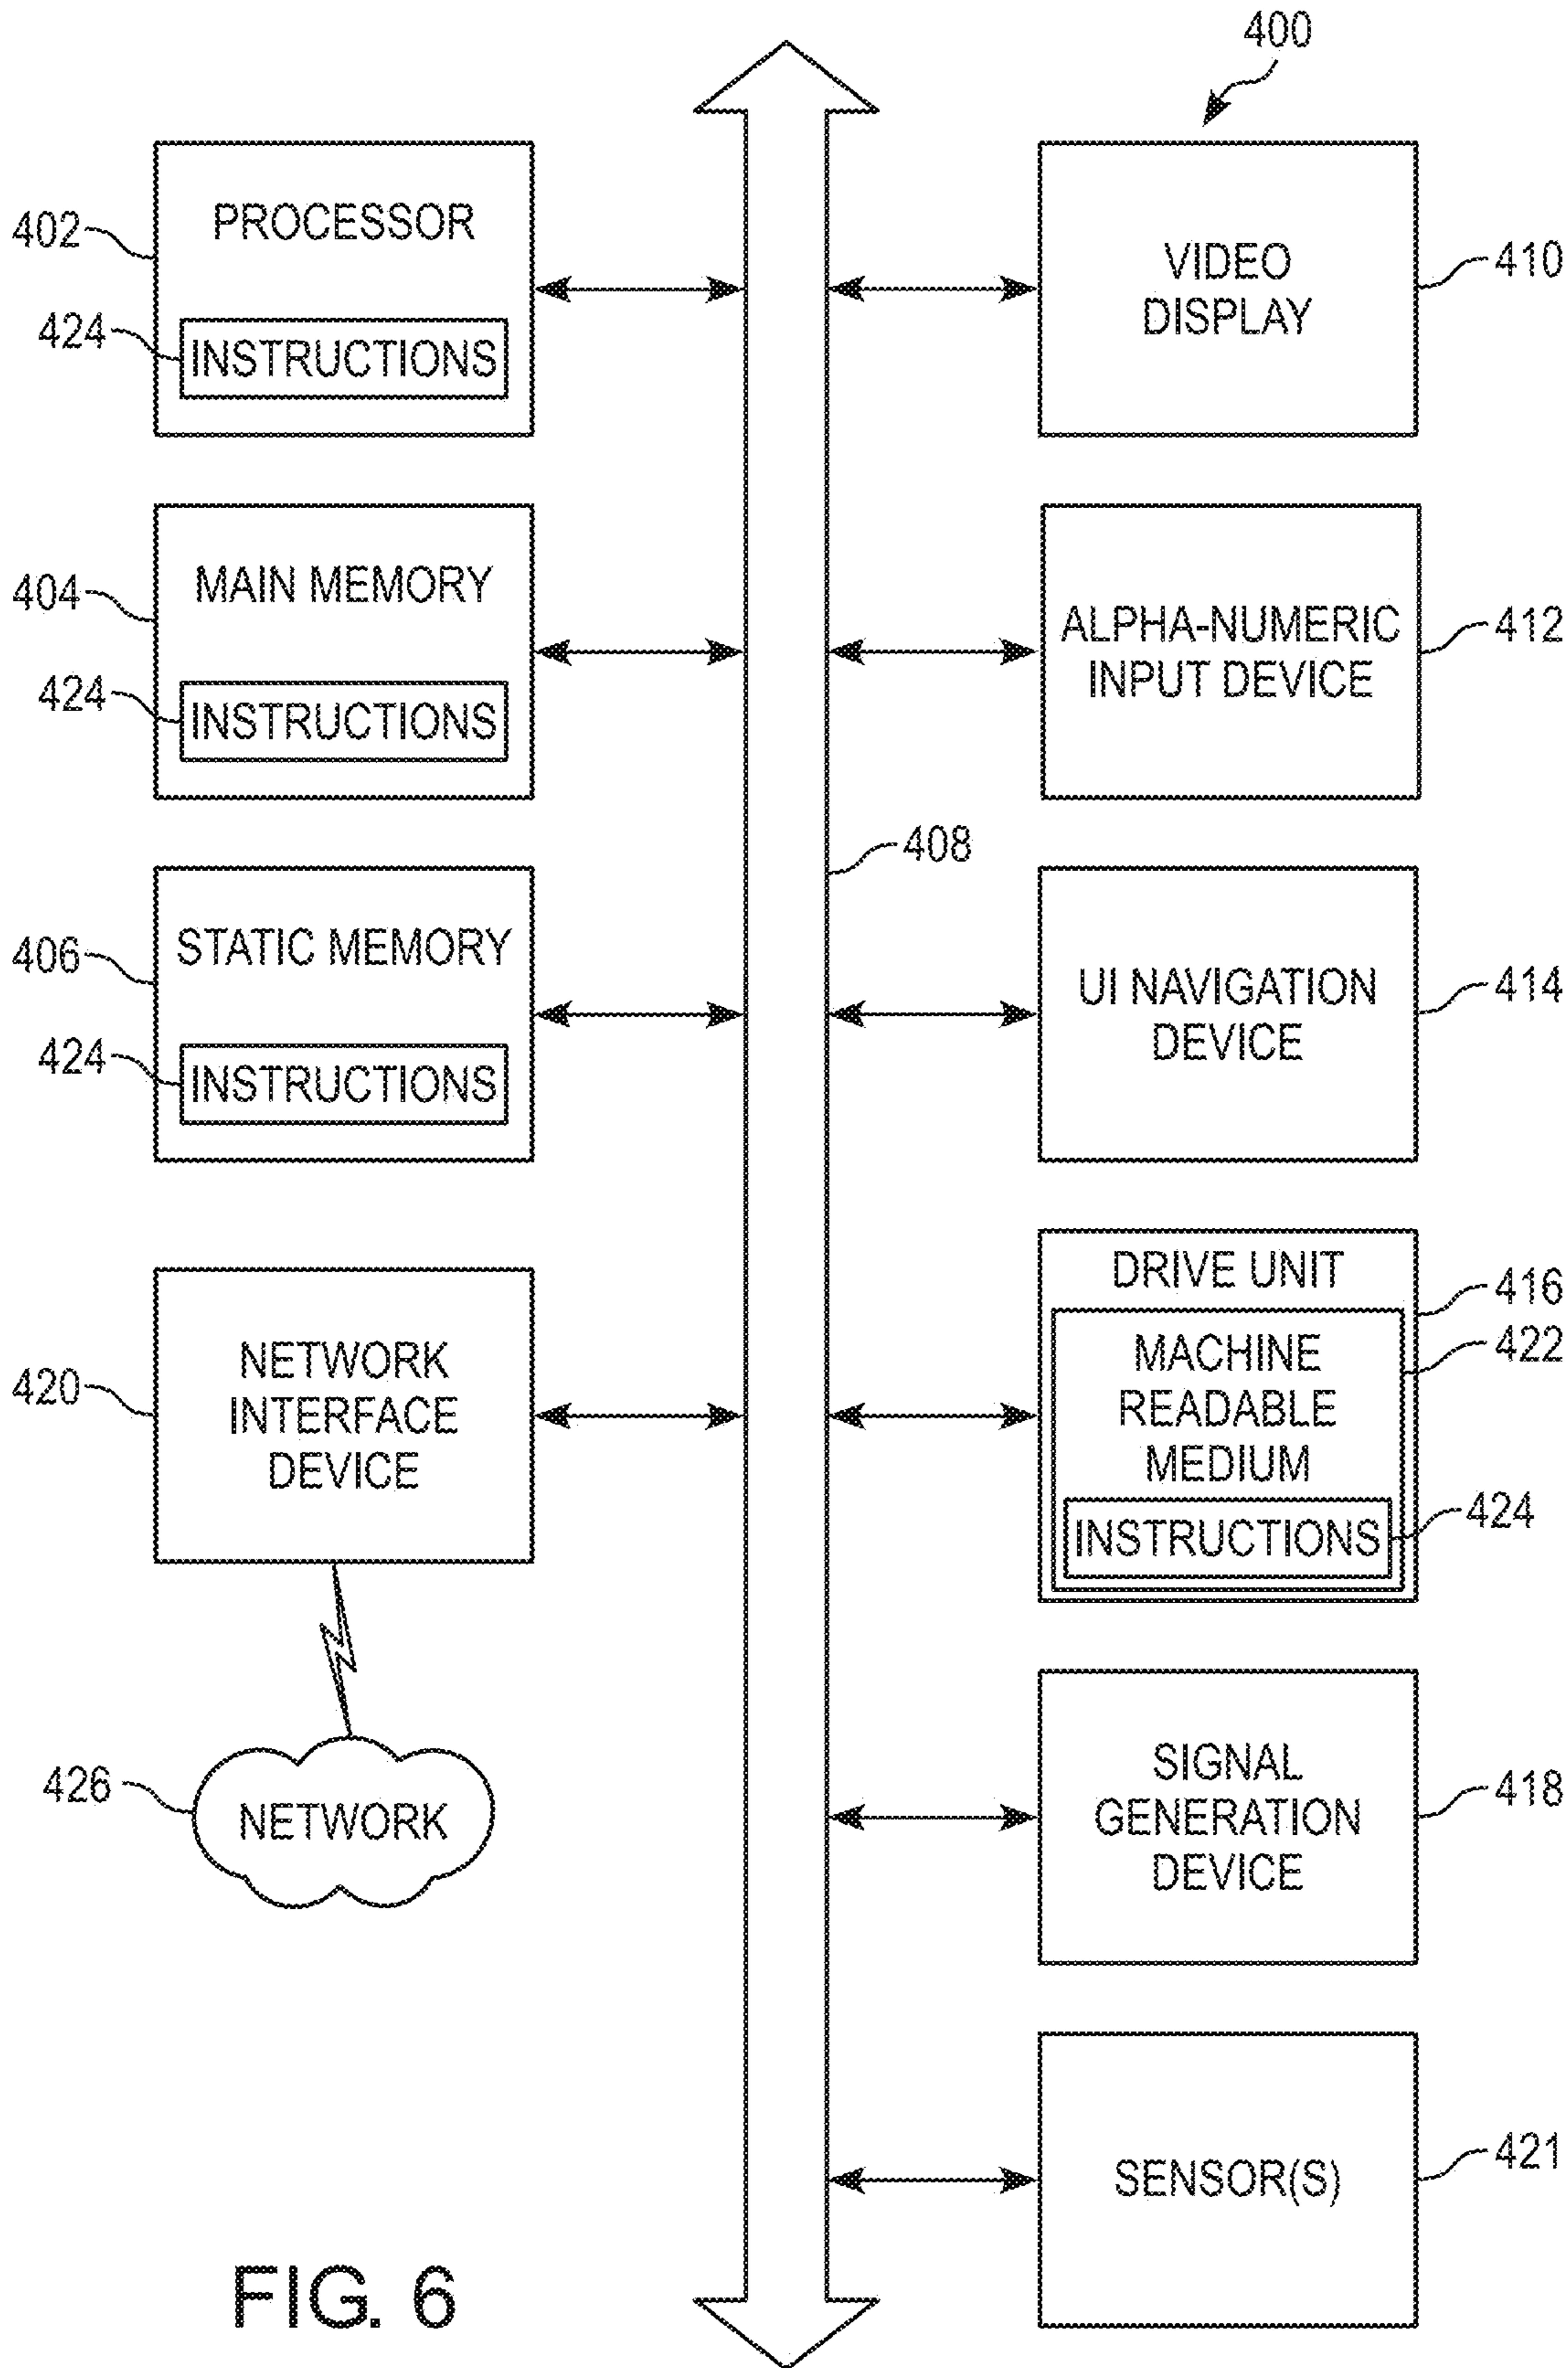 400
PROCESSOR
402
424
INSTRUCTIONS
VIDEO
DISPLAY
410
MAIN MEMORY
404
424
INSTRUCTIONS
ALPHA-NUMERIC
INPUT DEVICE
412
408
STATIC MEMORY
406
424
INSTRUCTIONS
UI NAVIGATION
DEVICE
414
NETWORK
INTERFACE
DEVICE
420
DRIVE UNIT
416
MACHINE
READABLE
MEDIUM
422
INSTRUCTIONS
424
426
NETWORK
SIGNAL
GENERATION
DEVICE
418
SENSOR(S)
421
FIG. 6